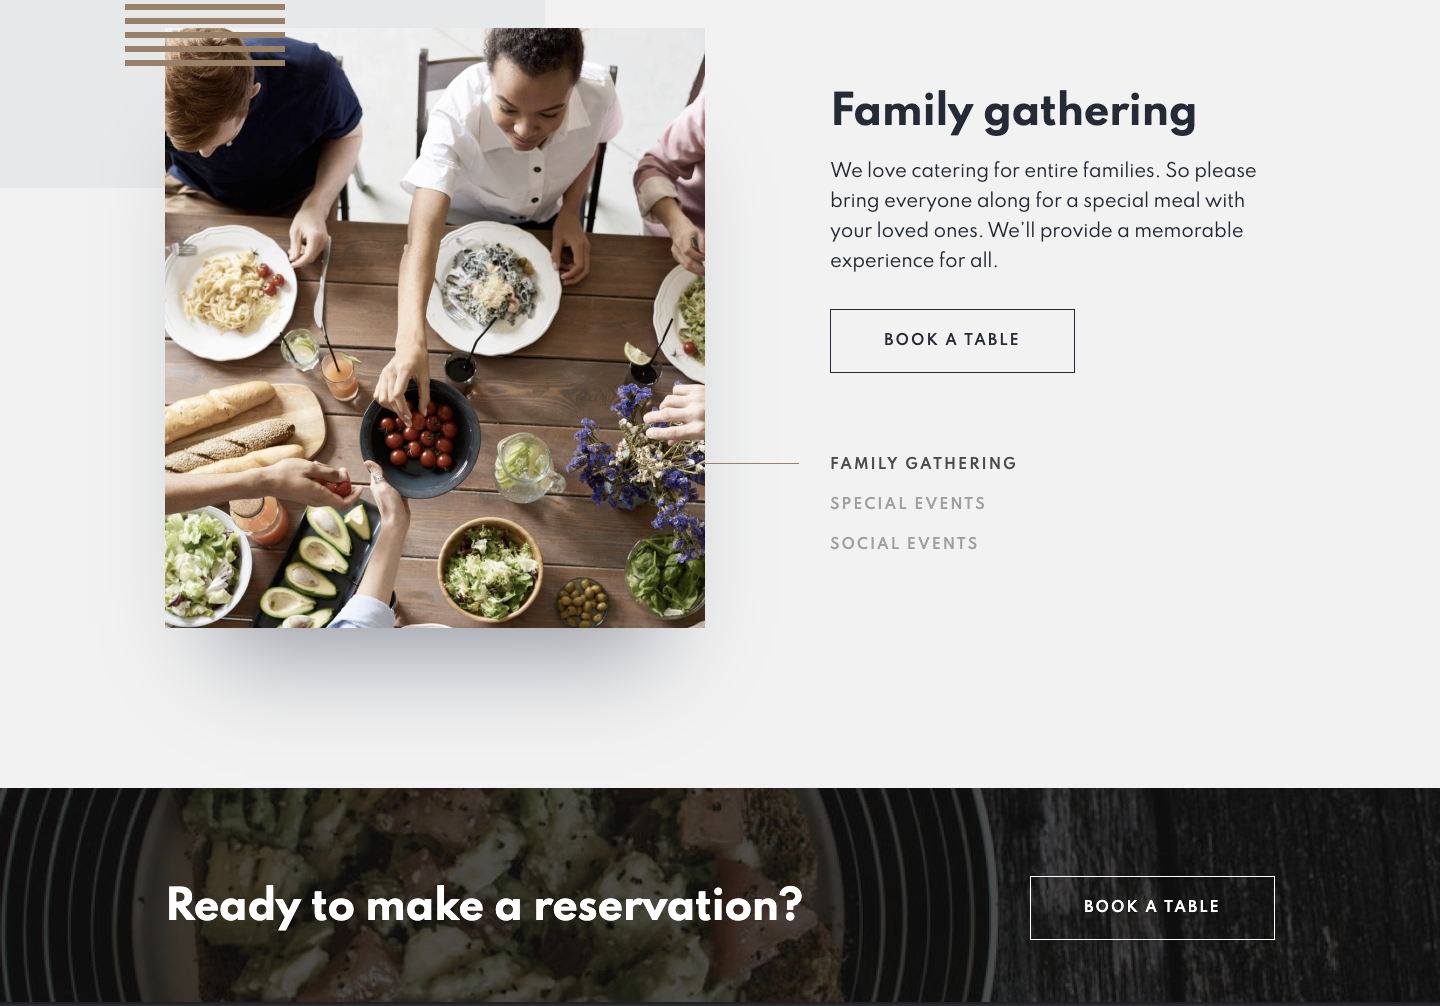 Family gathering
We love catering for entire families. So please
bring everyone along for a special meal with
your loved ones. We’ll provide a memorable
experience for all.
BOOK A TABLE
FAMILY GATHERING
SPECIAL EVENTS
SOCIAL EVENTS
Ready to make a reservation?
BOOK A TABLE